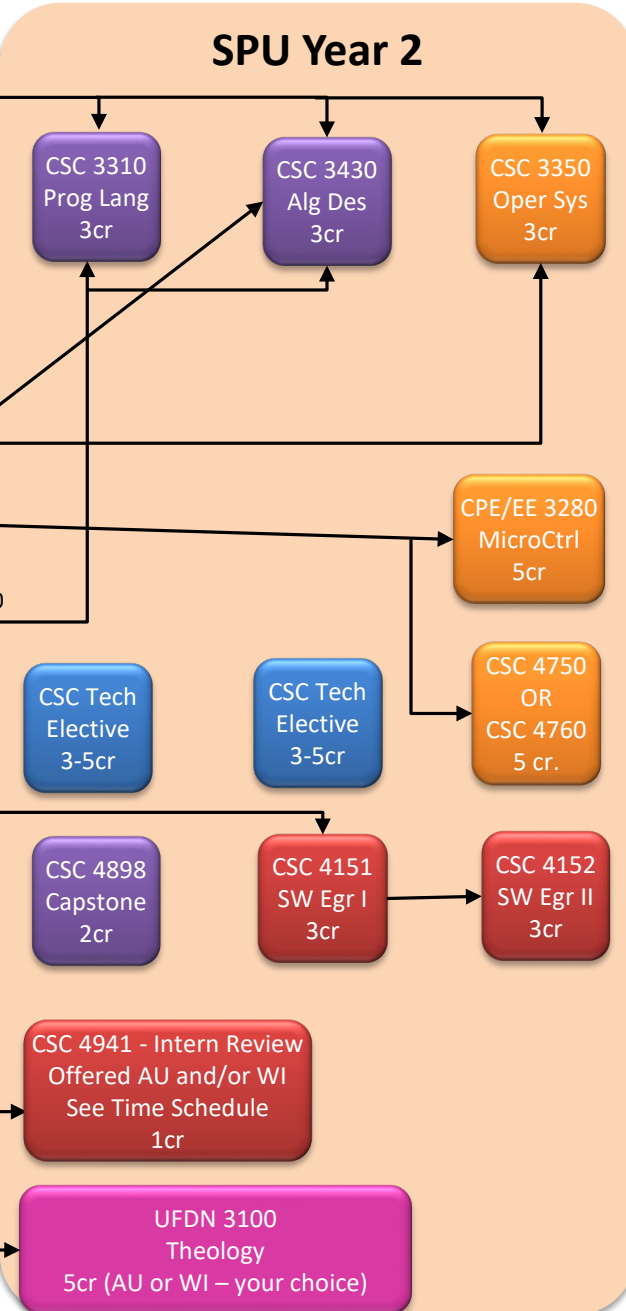 SPU Year 2
CSC 3310
Prog Lang
3cr
CSC 3430
Alg Des
3cr
CSC 3350
Oper Sys
3cr
CPE/EE 3280
MicroCtrl
5cr
0
CSC Tech
Elective
3-5cr
CSC Tech
Elective
3-5cr
CSC 4750
OR
CSC 4760
5 cr.
CSC 4898
Capstone
2cr
CSC 4151
SW Egr I
3cr
CSC 4152
SW Egr II
3cr
CSC 4941 - Intern Review
Offered AU and/or WI
See Time Schedule
1cr
UFDN 3100
Theology
5cr (AU or WI – your choice)